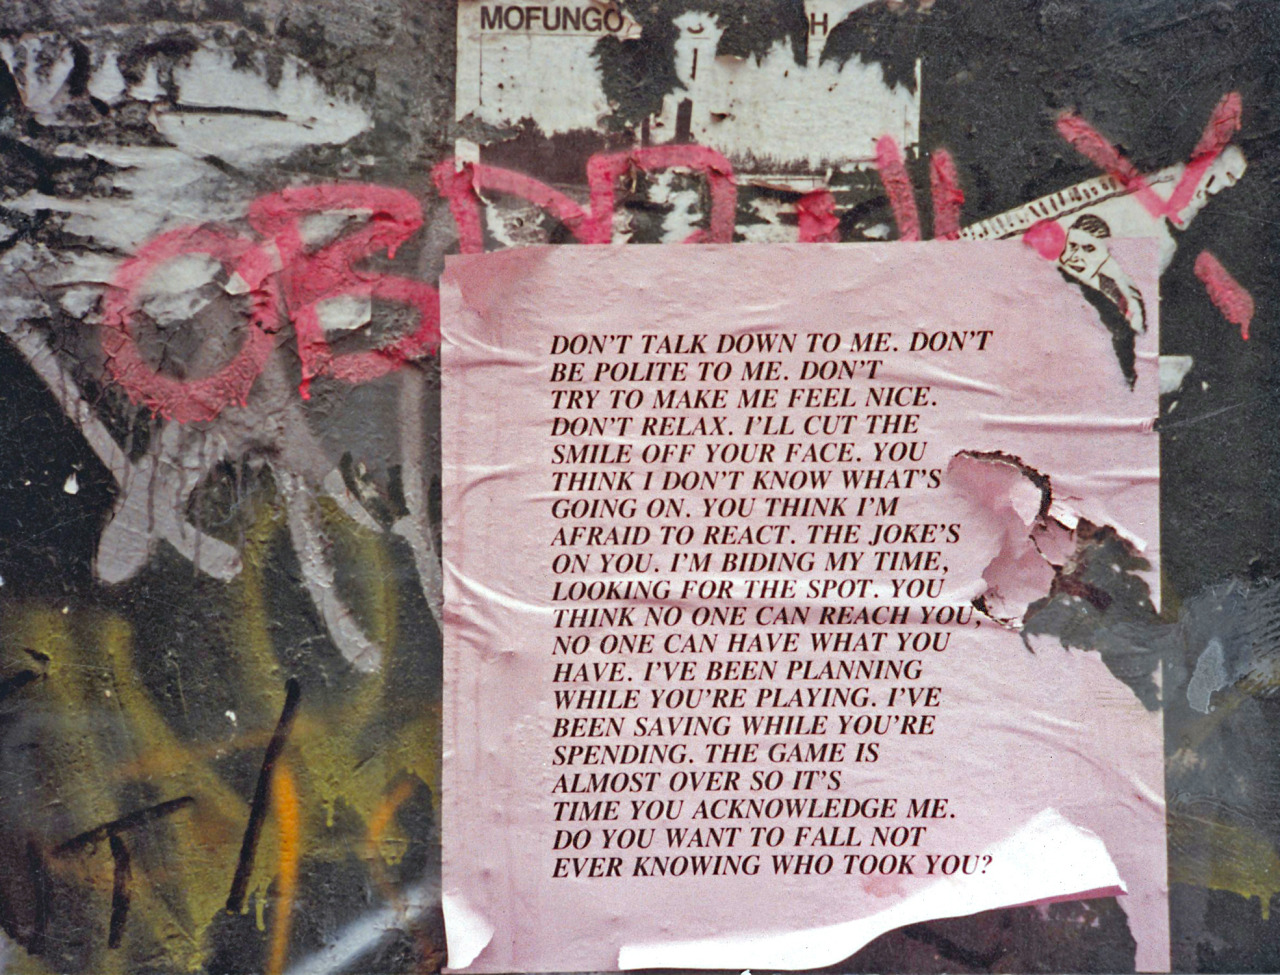 MOFUNGO
H
DON'T TALK DOWN TO ME. DON'T
BE POLITE TO ME. DON'T
TRY TO MAKE ME FEEL NICE.
DON'T RELAX. I'LL CUT THE
SMILE OFF YOUR FACE. YOU
THINK I DON'T KNOW WHAT'S
GOING ON. YOU THINK I'M
AFRAID TO REACT. THE JOKE'S
ON YOU. I'M BIDING MY TIME,
LOOKING FOR THE SPOT. YOU
THINK NO ONE CAN REACH YOU,
NO ONE CAN HAVE WHAT YOU
HAVE. I'VE BEEN PLANNING
WHILE YOU'RE PLAYING. I'VE
BEEN SAVING WHILE YOU'RE
SPENDING. THE GAME IS
ALMOST OVER SO IT'S
TIME YOU ACKNOWLEDGE ME.
DO YOU WANT TO FALL NOT
EVER KNOWING WHO TOOK YOU?